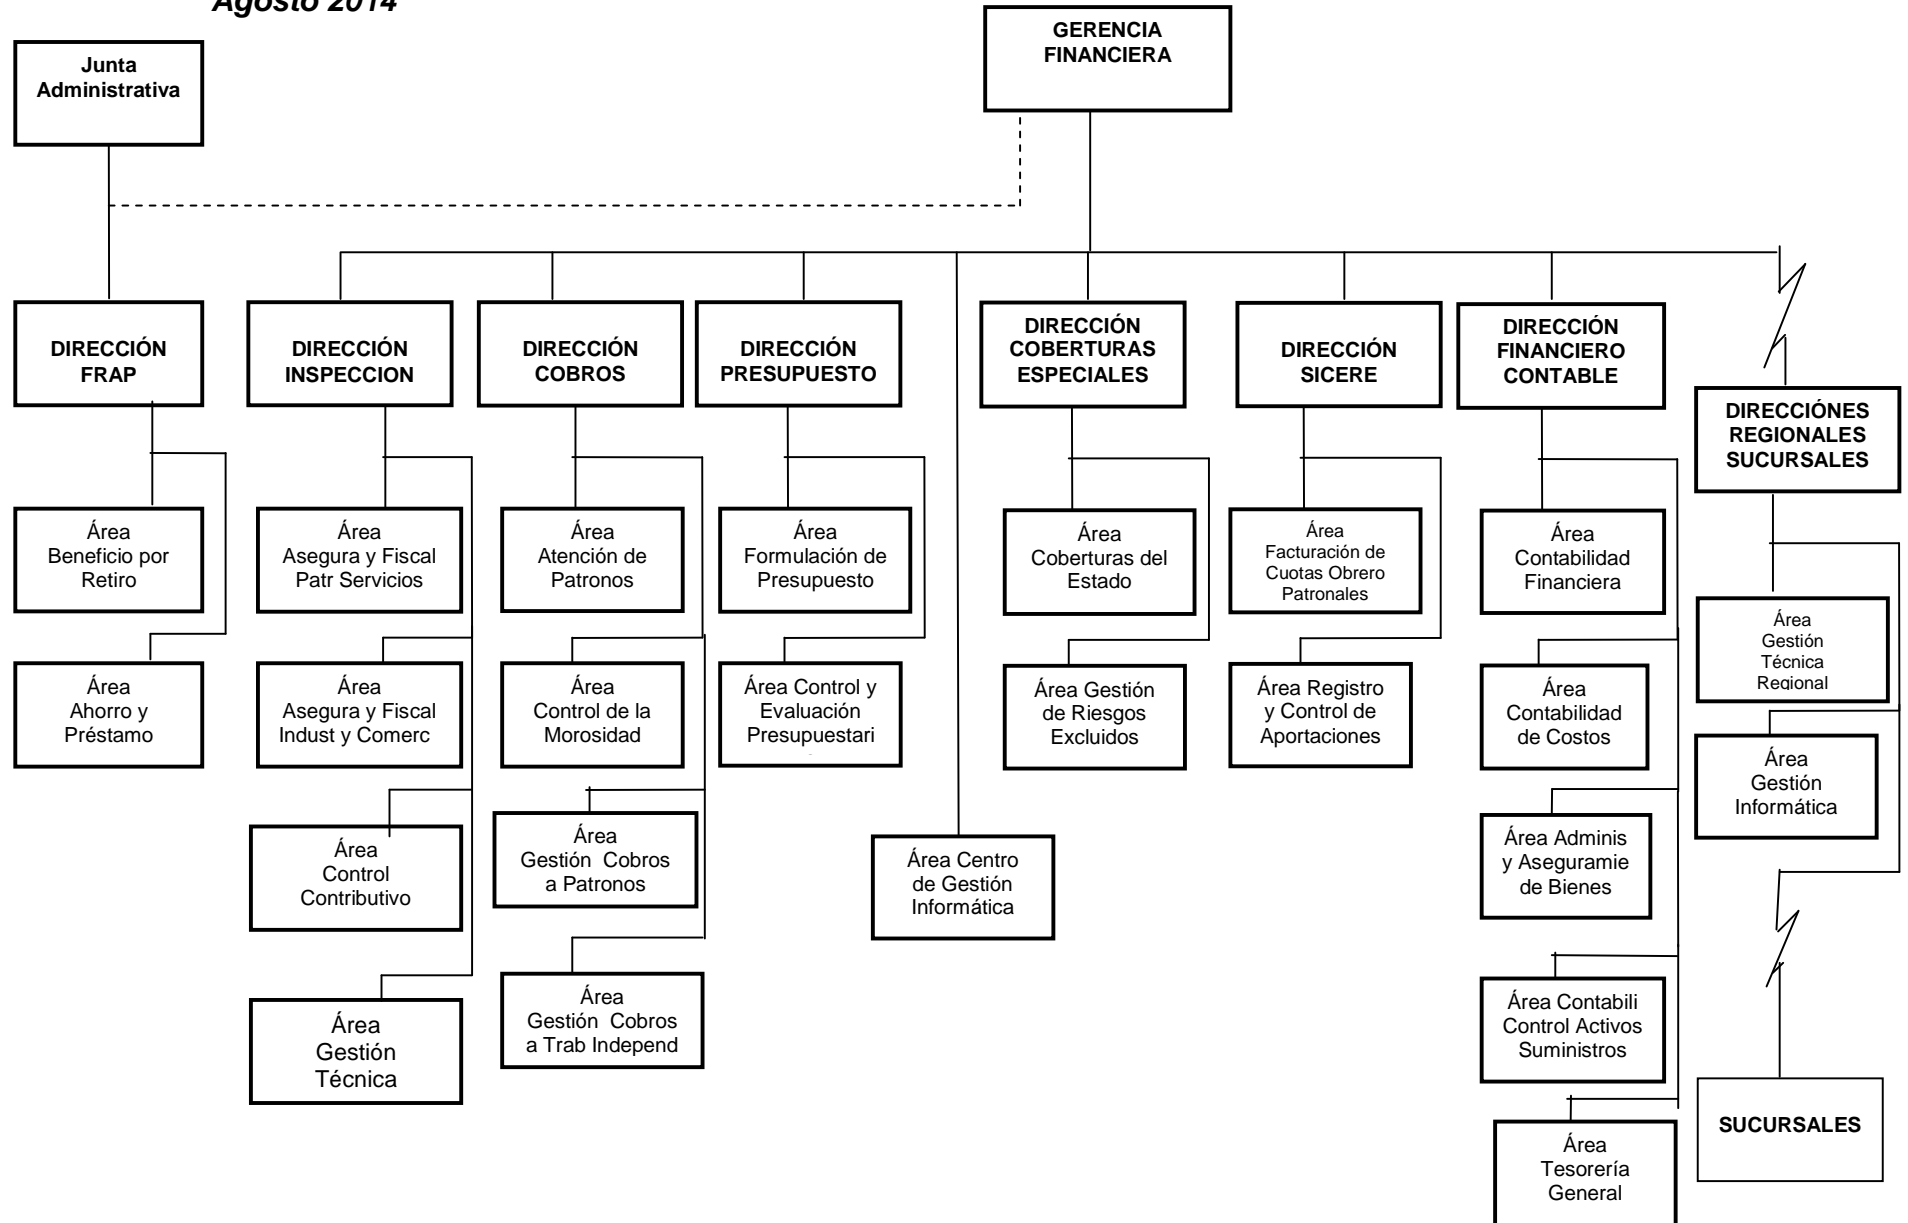 Agosto 2014
GERENCIA
FINANCIERA
Junta
Administrativa
DIRECCIÓN
FRAP
DIRECCIÓN
INSPECCION
DIRECCIÓN
COBROS
DIRECCIÓN
PRESUPUESTO
DIRECCIÓN
COBERTURAS
ESPECIALES
DIRECCIÓN
SICERE
DIRECCIÓN
FINANCIERO
CONTABLE
DIRECCIÓNES
REGIONALES
SUCURSALES
Área
Beneficio por
Retiro
Área
Asegura y Fiscal
Patr Servicios
Área
Atención de
Patronos
Área
Formulación de
Presupuesto
Área
Coberturas del
Estado
Área
Facturación de
Cuotas Obrero
Patronales
Área
Contabilidad
Financiera
Área
Gestión
Técnica
Regional
Área
Ahorro y
Préstamo
Área
Asegura y Fiscal
Indust y Comerc
Área
Control de la
Morosidad
Área Control y
Evaluación
Presupuestari
Área Gestión
de Riesgos
Excluidos
Área Registro
y Control de
Aportaciones
Área
Contabilidad
de Costos
Área
Gestión
Informática
Área
Control
Contributivo
Área
Gestión Cobros
a Patronos
Área Centro
de Gestión
Informática
Área Adminis
y Aseguramie
de Bienes
Área
Gestión
Técnica
Área
Gestión Cobros
a Trab Independ
Área Contabili
Control Activos
Suministros
SUCURSALES
Área
Tesorería
General